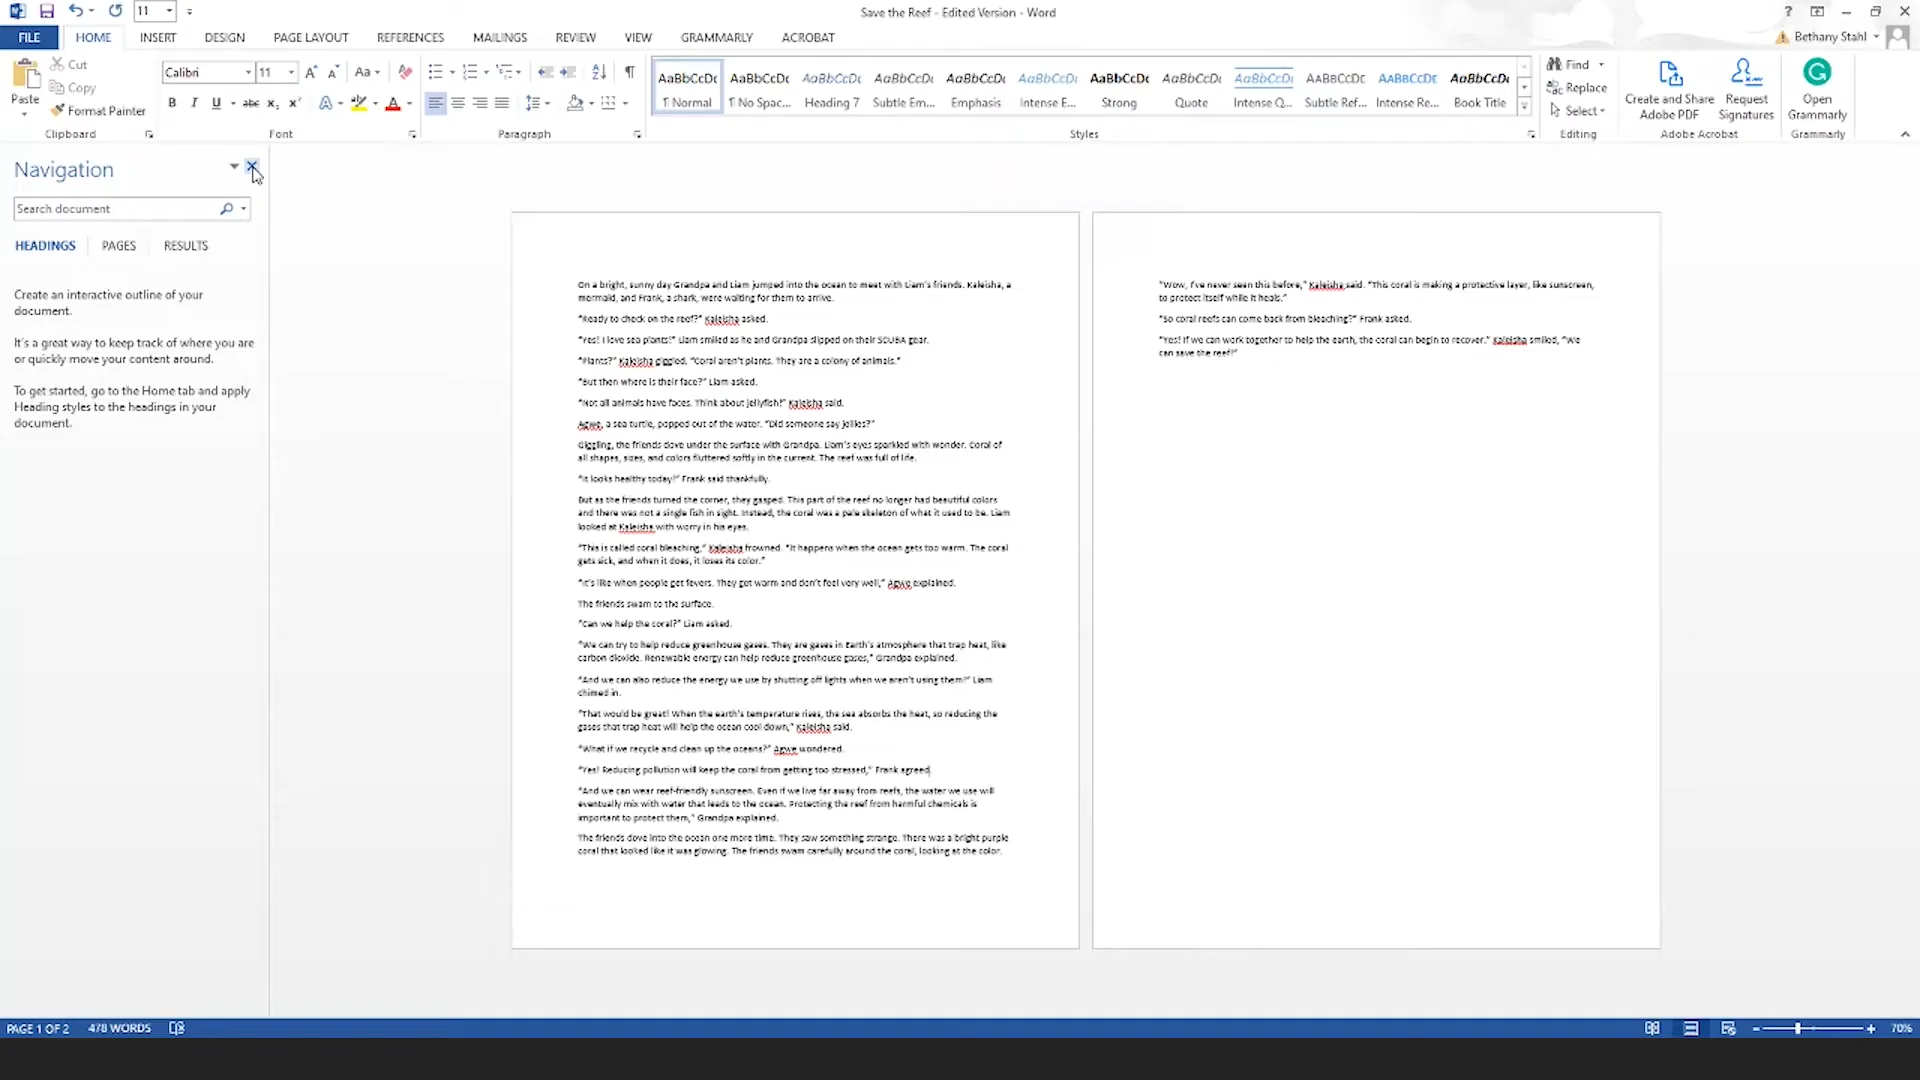 11
Save the Reef - Edited Version - Word
?
FILE HOME INSERT DESIGN PAGE LAYOUT REFERENCES MAILINGS REVIEW VIEW GRAMMARLY ACROBAT
Bethany Stahl
Paste
Cut
Copy
Format Painter
Clipboard
Calibri 11
Aa
B I U abc x₂ x²
A A
Font
Paragraph
AaBbCcDc AaBbCcDc AaBbCcDc AaBbCcDc AaBbCcDc AaBbCcDc AaBbCcDc AaBbCcDc AaBbCcDc AABBCCDC AABBCCDC AaBbCcDc
¶ Normal ¶ No Spac... Heading 7 Subtle Em... Emphasis Intense E... Strong Quote Intense Q... Subtle Ref... Intense Re... Book Title
Styles
Find
Replace
Select
Editing
Create and Share
Adobe PDF
Request
Signatures
Adobe Acrobat
Open
Grammarly
Grammarly
Navigation
Search document
HEADINGS PAGES RESULTS
Create an interactive outline of your
document.
It's a great way to keep track of where you are
or quickly move your content around.
To get started, go to the Home tab and apply
Heading styles to the headings in your
document.
On a bright, sunny day Grandpa and Liam jumped into the ocean to meet with Liam's friends. Kaleisha, a
mermaid, and Frank, a shark, were waiting for them to arrive.
"Ready to check on the reef?" Kaleisha asked.
"Yes! I love sea plants!" Liam smiled as he and Grandpa slipped on their SCUBA gear.
"Plants?" Kaleisha giggled. "Coral aren't plants. They are a colony of animals."
"But then where is their face?" Liam asked.
"Not all animals have faces. Think about jellyfish!" Kaleisha said.
Agwe, a sea turtle, popped out of the water. "Did someone say jellies?"
Giggling, the friends dove under the surface with Grandpa. Liam's eyes sparkled with wonder. Coral of
all shapes, sizes, and colors fluttered softly in the current. The reef was full of life.
"It looks healthy today!" Frank said thankfully.
But as the friends turned the corner, they gasped. This part of the reef no longer had beautiful colors
and there was not a single fish in sight. Instead, the coral was a pale skeleton of what it used to be. Liam
looked at Kaleisha with worry in his eyes.
"This is called coral bleaching," Kaleisha frowned. "It happens when the ocean gets too warm. The coral
gets sick, and when it does, it loses its color."
"It's like when people get fevers. They get warm and don't feel very well," Agwe explained.
The friends swam to the surface.
"Can we help the coral?" Liam asked.
"We can try to help reduce greenhouse gases. They are gases in Earth's atmosphere that trap heat, like
carbon dioxide. Renewable energy can help reduce greenhouse gases," Grandpa explained.
"And we can also reduce the energy we use by shutting off lights when we aren't using them!" Liam
chimed in.
"That would be great! When the earth's temperature rises, the sea absorbs the heat, so reducing the
gases that trap heat will help the ocean cool down," Kaleisha said.
"What if we recycle and clean up the oceans?" Agwe wondered.
"Yes! Reducing pollution will keep the coral from getting too stressed," Frank agreed.
"And we can wear reef-friendly sunscreen. Even if we live far away from reefs, the water we use will
eventually mix with water that leads to the ocean. Protecting the reef from harmful chemicals is
important to protect them," Grandpa explained.
The friends dove into the ocean one more time. They saw something strange. There was a bright purple
coral that looked like it was glowing. The friends swam carefully around the coral, looking at the color.
"Wow, I've never seen this before," Kaleisha said. "This coral is making a protective layer, like sunscreen,
to protect itself while it heals."
"So coral reefs can come back from bleaching?" Frank asked.
"Yes! If we can work together to help the earth, the coral can begin to recover." Kaleisha smiled, "We
can save the reef!"
PAGE 1 OF 2 478 WORDS
70%